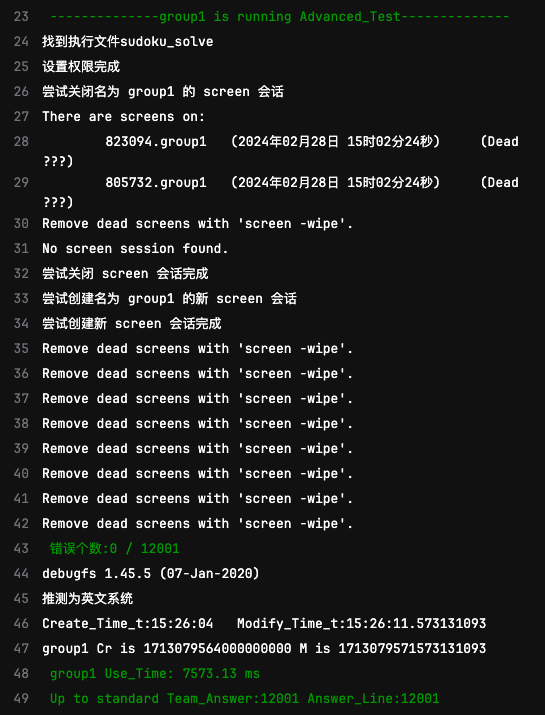 23 --------------group1 is running Advanced_Test--------------
24 找到执行文件sudoku_solve
25 设置权限完成
26 尝试关闭名为 group1 的 screen 会话
27 There are screens on:
28 823094.group1 (2024年02月28日 15时02分24秒) (Dead
???)
29 805732.group1 (2024年02月28日 15时02分24秒) (Dead
???)
30 Remove dead screens with 'screen -wipe'.
31 No screen session found.
32 尝试关闭 screen 会话完成
33 尝试创建名为 group1 的新 screen 会话
34 尝试创建新 screen 会话完成
35 Remove dead screens with 'screen -wipe'.
36 Remove dead screens with 'screen -wipe'.
37 Remove dead screens with 'screen -wipe'.
38 Remove dead screens with 'screen -wipe'.
39 Remove dead screens with 'screen -wipe'.
40 Remove dead screens with 'screen -wipe'.
41 Remove dead screens with 'screen -wipe'.
42 Remove dead screens with 'screen -wipe'.
43 错误个数:0 / 12001
44 debugfs 1.45.5 (07-Jan-2020)
45 推测为英文系统
46 Create_Time_t:15:26:04 Modify_Time_t:15:26:11.573131093
47 group1 Cr is 1713079564000000000 M is 1713079571573131093
48 group1 Use_Time: 7573.13 ms
49 Up to standard Team_Answer:12001 Answer_Line:12001